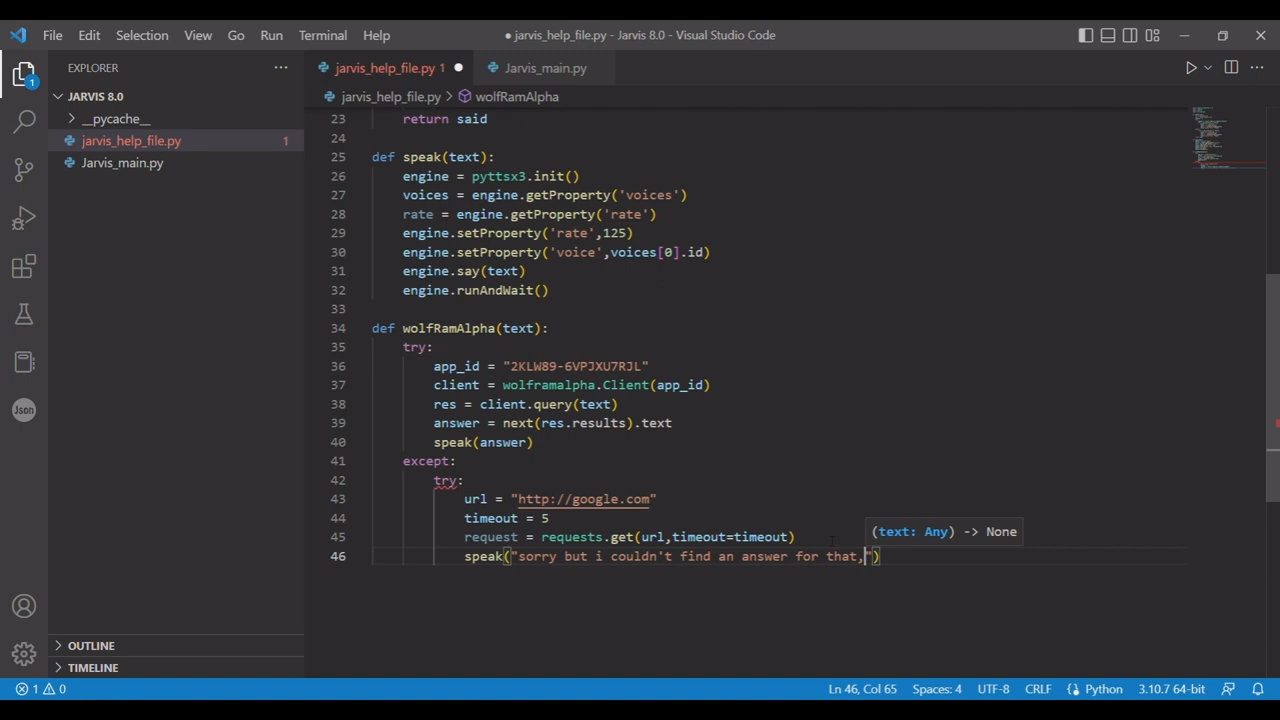 File Edit Selection View Go Run Terminal Help
● jarvis_help_file.py - Jarvis 8.0 - Visual Studio Code
EXPLORER
jarvis_help_file.py 1
Jarvis_main.py
JARVIS 8.0
jarvis_help_file.py > wolfRamAlpha
1
__pycache__
jarvis_help_file.py 1
Jarvis_main.py
Json
23 return said
24
25 def speak(text):
26 engine = pyttsx3.init()
27 voices = engine.getProperty('voices')
28 rate = engine.getProperty('rate')
29 engine.setProperty('rate',125)
30 engine.setProperty('voice',voices[0].id)
31 engine.say(text)
32 engine.runAndWait()
33
34 def wolfRamAlpha(text):
35 try:
36 app_id = "2KLW89-6VPJXU7RJL"
37 client = wolframalpha.Client(app_id)
38 res = client.query(text)
39 answer = next(res.results).text
40 speak(answer)
41 except:
42 try:
43 url = "http://google.com"
44 timeout = 5
45 request = requests.get(url,timeout=timeout)
(text: Any) -> None
46 speak("sorry but i couldn't find an answer for that,")
OUTLINE
TIMELINE
1 0
Ln 46, Col 65 Spaces: 4 UTF-8 CRLF Python 3.10.7 64-bit